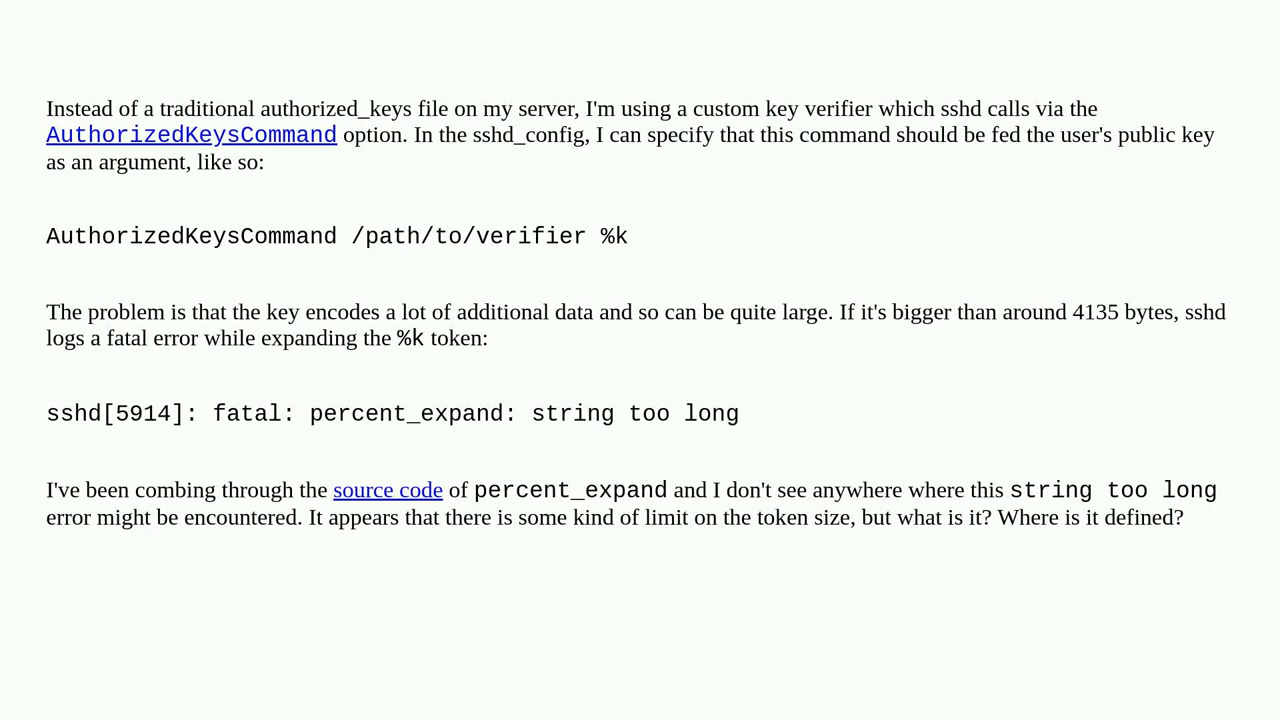 Instead of a traditional authorized_keys file on my server, I'm using a custom key verifier which sshd calls via the
AuthorizedKeysCommand option. In the sshd_config, I can specify that this command should be fed the user's public key
as an argument, like so:
AuthorizedKeysCommand /path/to/verifier %k
The problem is that the key encodes a lot of additional data and so can be quite large. If it's bigger than around 4135 bytes, sshd
logs a fatal error while expanding the %k token:
sshd[5914]: fatal: percent_expand: string too long
I've been combing through the source code of percent_expand and I don't see anywhere where this string too long
error might be encountered. It appears that there is some kind of limit on the token size, but what is it? Where is it defined?